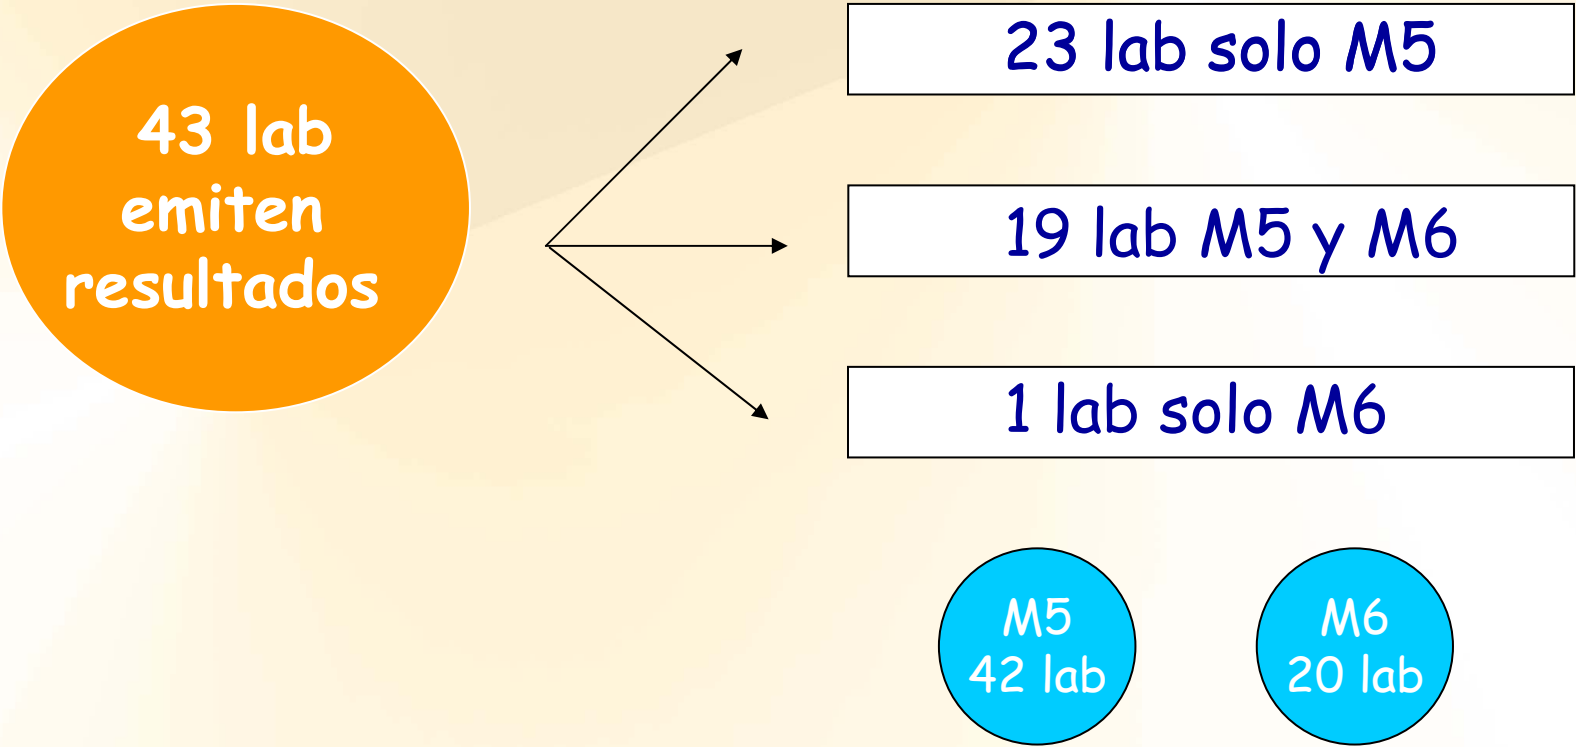 43 lab
emiten
resultados
23 lab solo M5
19 lab M5 y M6
1 lab solo M6
M5
42 lab
M6
20 lab